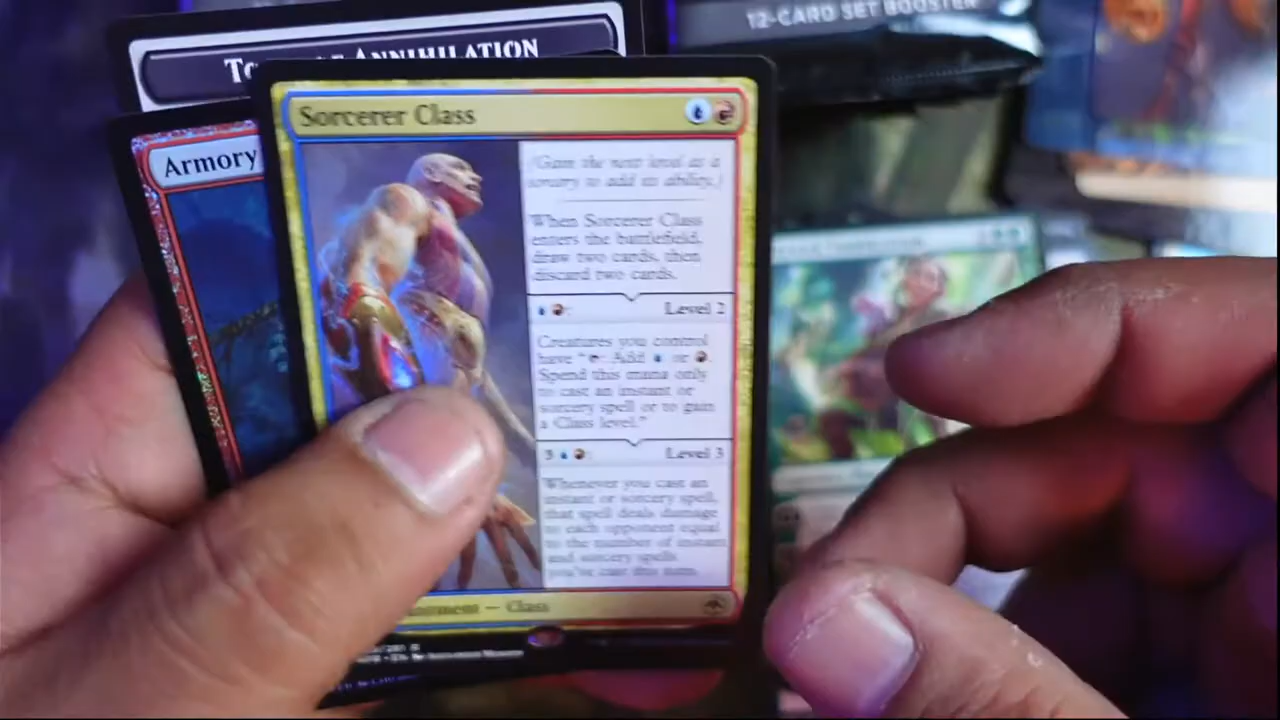 12-CARD SET BOOSTER
ANNIHILATION
Armory
Sorcerer Class
(Gain the next level as a
sorcery to add its ability.)
When Sorcerer Class
enters the battlefield,
draw two cards, then
discard two cards.
Level 2
Creatures you control
have “ : Add or .
Spend this mana only
to cast an instant or
sorcery spell or to gain
a Class level.”
3 : Level 3
Whenever you cast an
instant or sorcery spell,
that spell deals damage
to each opponent equal
to the number of instant
and sorcery spells
you've cast this turn.
— Class